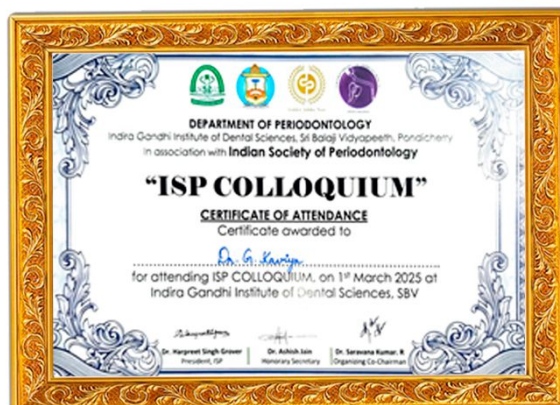 DEPARTMENT OF PERIODONTOLOGY
Indira Gandhi Institute of Dental Sciences, Sri Balaji Vidyapeeth, Pondicherry
In association with Indian Society of Periodontology
“ISP COLLOQUIUM”
CERTIFICATE OF ATTENDANCE
Certificate awarded to
Dr. G. Kaviya
for attending ISP COLLOQUIUM, on 1st March 2025 at
Indira Gandhi Institute of Dental Sciences, SBV
Dr. Harpreet Singh Grover Dr. Ashish Jain Dr. Saravana Kumar. R
President, ISP Honorary Secretary Organizing Co-Chairman